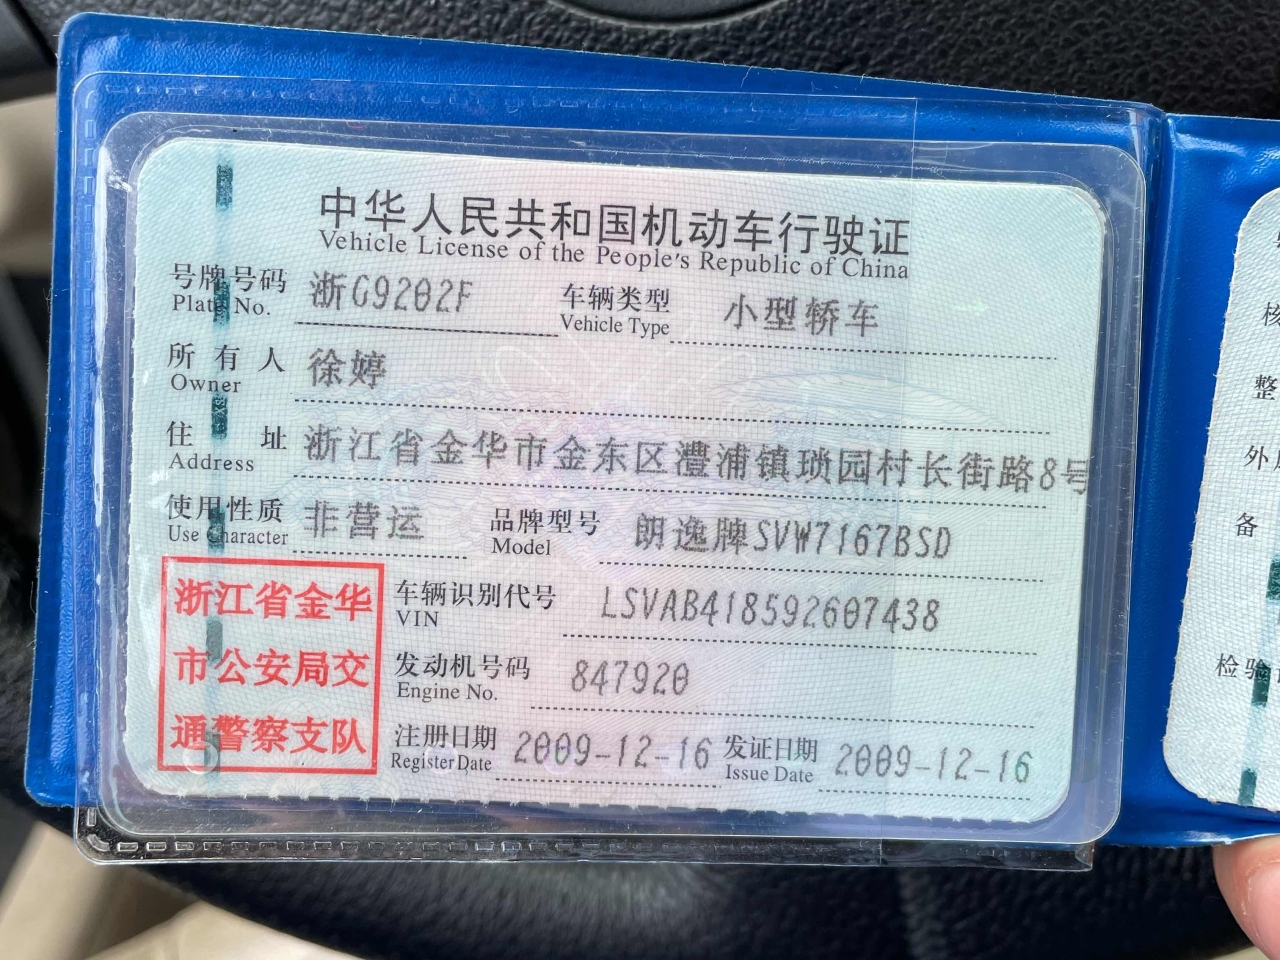 中华人民共和国机动车行驶证
Vehicle License of the People's Republic of China
号牌号码 浙G9202F 车辆类型 小型轿车
Plate No. Vehicle Type
所有人 徐婷
Owner
住址 浙江省金华市金东区澧浦镇琐园村长街路8号
Address
使用性质 非营运 品牌型号 朗逸牌SVW7167BSD
Use Character Model
浙江省金华
市公安局交
通警察支队
车辆识别代号 LSVAB418592607438
VIN
发动机号码 847920
Engine No.
注册日期 2009-12-16 发证日期 2009-12-16
Register Date Issue Date
核
整
外
备
检验